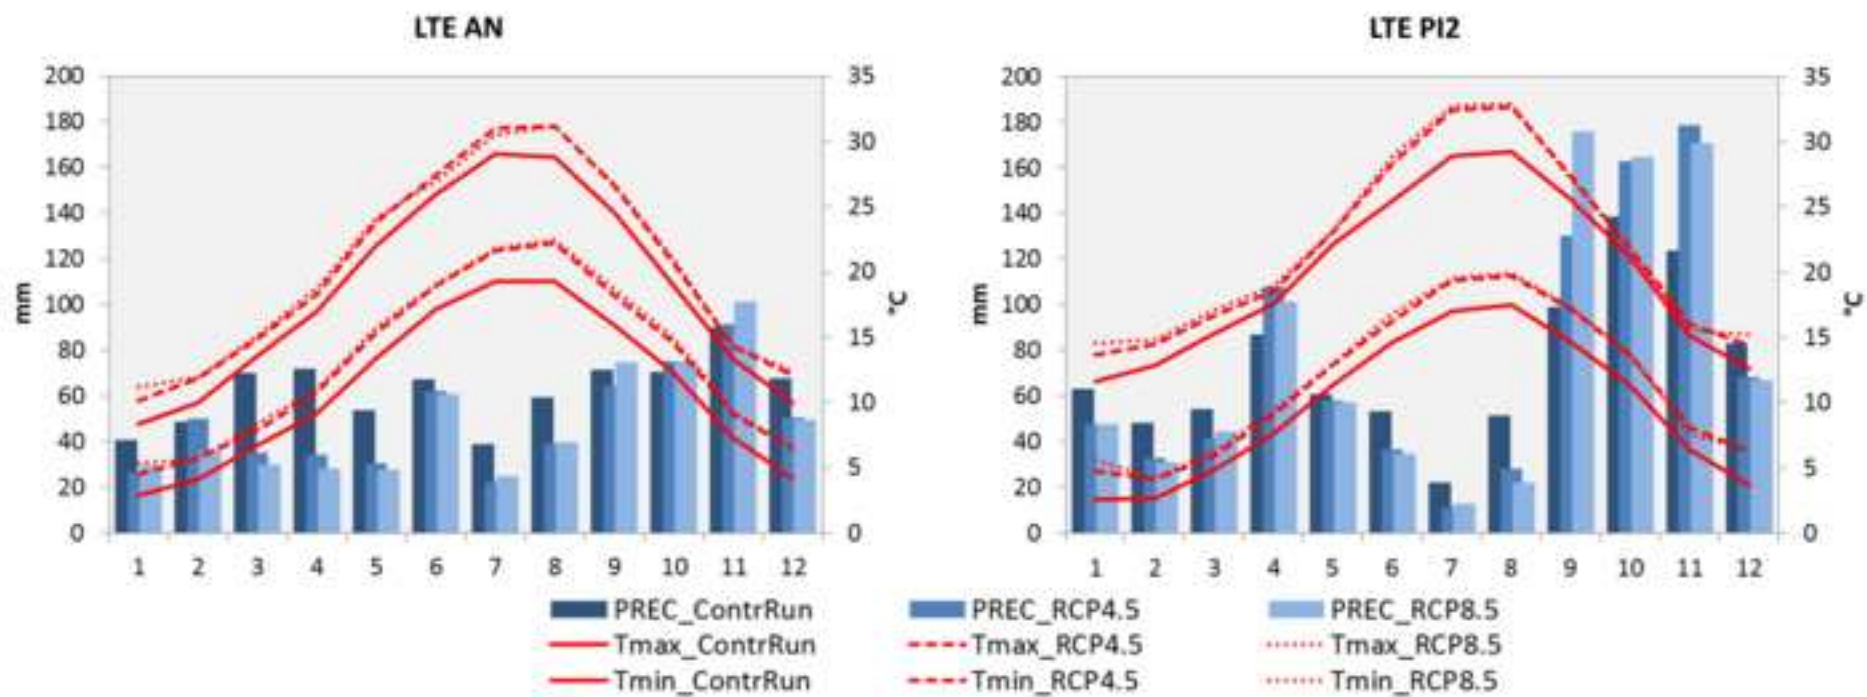 LTE AN
LTE PI2
200 35 200 35
180 180
160 30 160 30
140 25 140 25
120 20 120 20
mm 100 °C mm 100 °C
80 15 80 15
60 10 60 10
40 5 40 5
20 20
0 0 0 0
1 2 3 4 5 6 7 8 9 10 11 12
1 2 3 4 5 6 7 8 9 10 11 12
PREC_ContrRun PREC_RCP4.5 PREC_RCP8.5
Tmax_ContrRun Tmax_RCP4.5 Tmax_RCP8.5
Tmin_ContrRun Tmin_RCP4.5 Tmin_RCP8.5